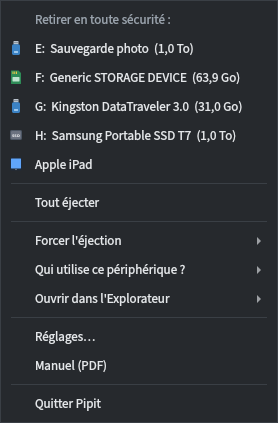 Retirer en toute sécurité :
E: Sauvegarde photo (1,0 To)
F: Generic STORAGE DEVICE (63,9 Go)
G: Kingston DataTraveler 3.0 (31,0 Go)
H: Samsung Portable SSD T7 (1,0 To)
Apple iPad
Tout éjecter
Forcer l'éjection
Qui utilise ce périphérique ?
Ouvrir dans l'Explorateur
Réglages…
Manuel (PDF)
Quitter Pipit